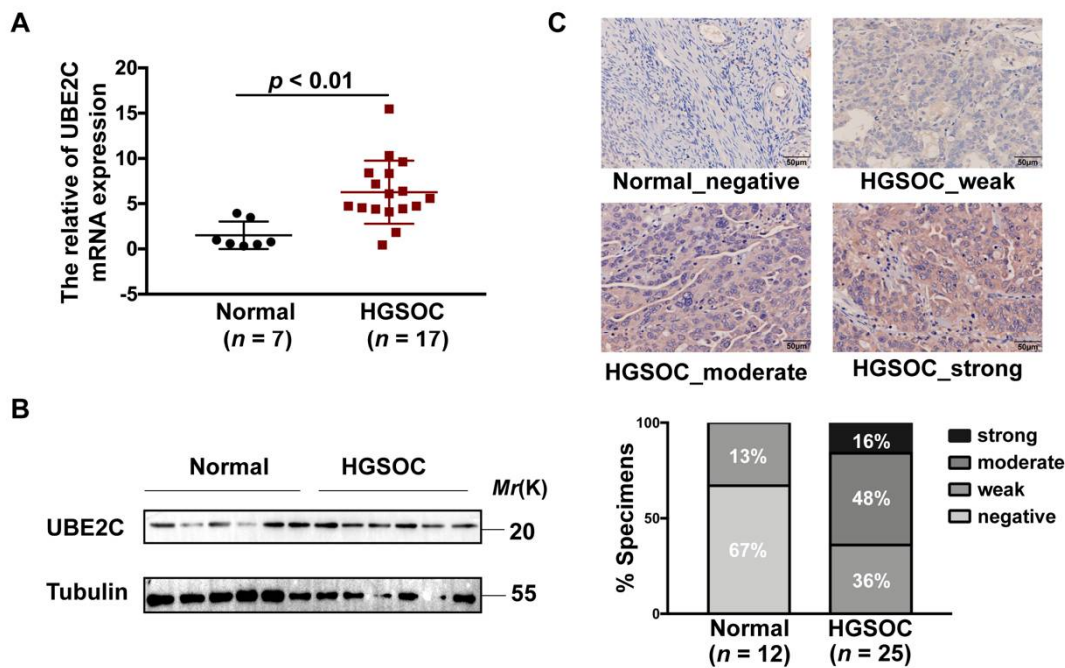 A
The relative of UBE2C
mRNA expression
20
15
10
5
0
-5
p < 0.01
Normal
(n = 7)
HGSOC
(n = 17)
B
Normal
HGSOC
Mr(K)
UBE2C
20
Tubulin
55
C
50μm
50μm
Normal_negative
HGSOC_weak
50μm
50μm
HGSOC_moderate
HGSOC_strong
% Specimens
100
50
0
13%
67%
16%
48%
36%
strong
moderate
weak
negative
Normal
(n = 12)
HGSOC
(n = 25)